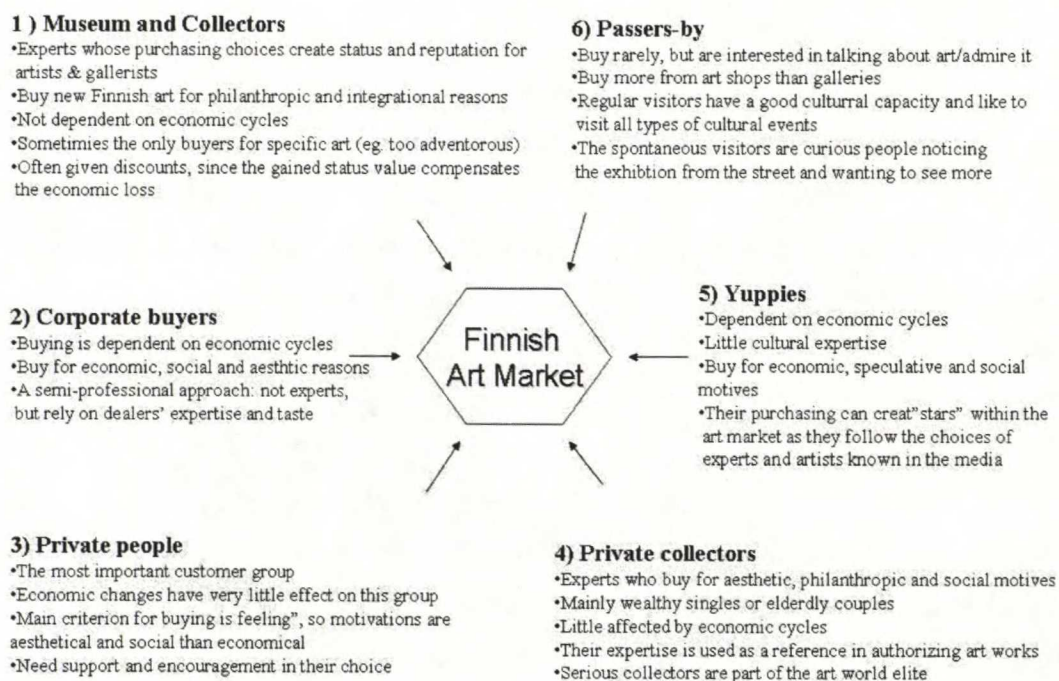 1 ) Museum and Collectors
•Experts whose purchasing choices create status and reputation for
artists & gallerists
•Buy new Finnish art for philanthropic and integrational reasons
•Not dependent on economic cycles
•Sometimies the only buyers for specific art (eg. too adventorous)
•Often given discounts, since the gained status value compensates
the economic loss
2) Corporate buyers
•Buying is dependent on economic cycles
•Buy for economic, social and aesthtic reasons
•A semi-professional approach: not experts,
but rely on dealers' expertise and taste
3) Private people
•The most important customer group
•Economic changes have very little effect on this group
•Main criterion for buying is feeling”, so motivations are
aesthetical and social than economical
•Need support and encouragement in their choice
Finnish
Art Market
4) Private collectors
•Experts who buy for aesthetic, philanthropic and social motives
•Mainly wealthy singles or elderdly couples
•Little affected by economic cycles
•Their expertise is used as a reference in authorizing art works
•Serious collectors are part of the art world elite
5) Yuppies
•Dependent on economic cycles
•Little cultural expertise
•Buy for economic, speculative and social
motives
•Their purchasing can creat”stars” within the
art market as they follow the choices of
experts and artists known in the media
6) Passers-by
•Buy rarely, but are interested in talking about art/admire it
•Buy more from art shops than galleries
•Regular visitors have a good culturral capacity and like to
visit all types of cultural events
•The spontaneous visitors are curious people noticing
the exhibtion from the street and wanting to see more